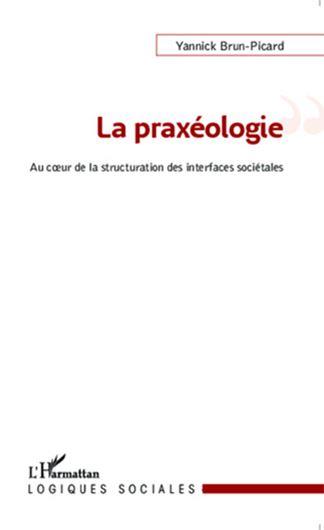 Yannick Brun-Picard
La praxéologie
Au cœur de la structuration des interfaces sociétales
L'Harmattan
LOGIQUES SOCIALES